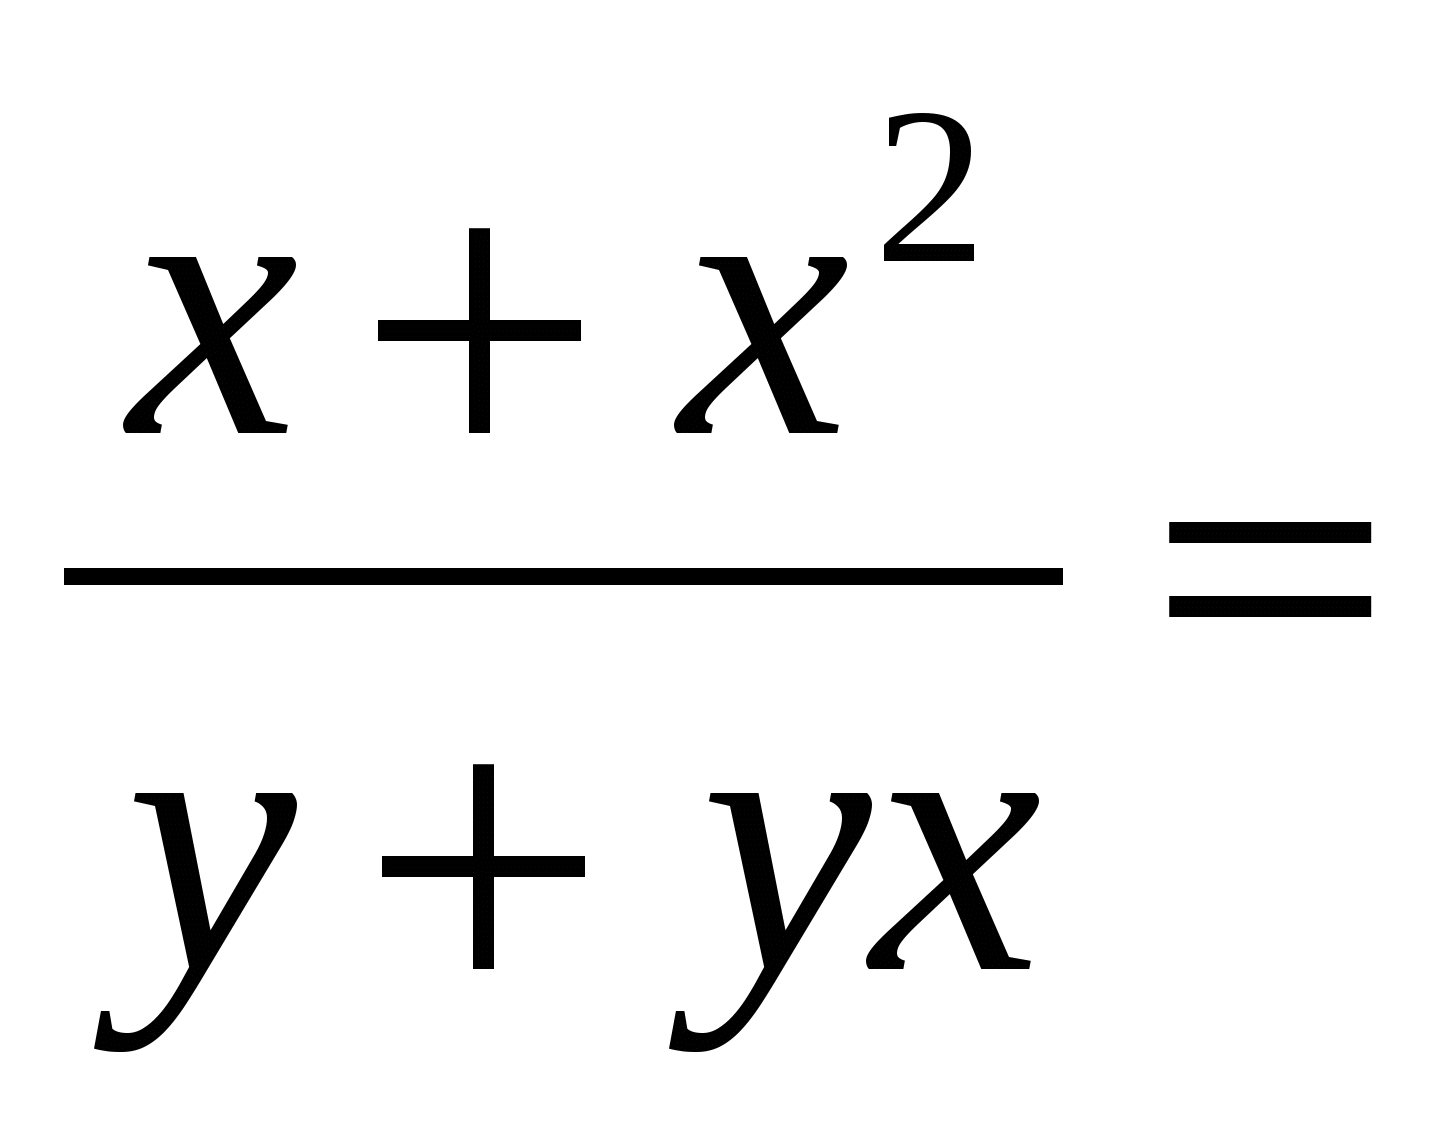 x + x²
=
y + yx